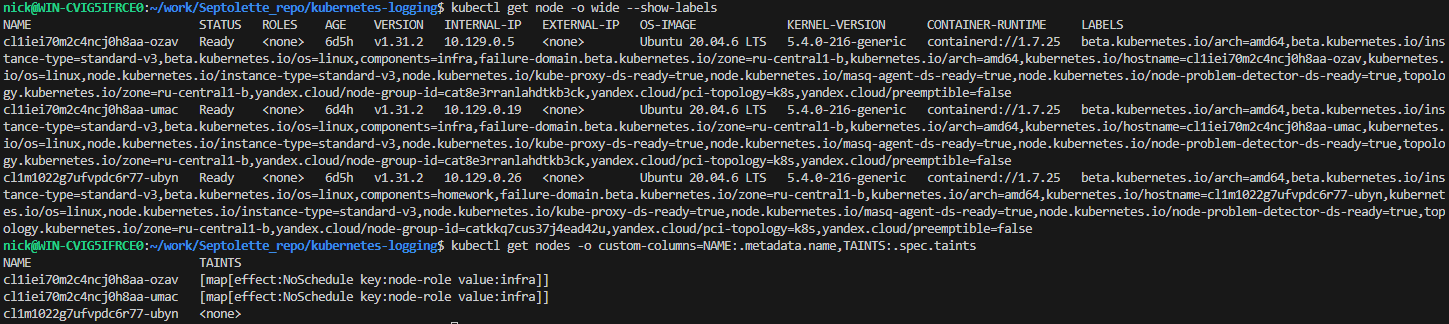 nick@WIN-CVIG5IFRCE0:~/work/Septolette_repo/kubernetes-logging$ kubectl get node -o wide --show-labels
NAME STATUS ROLES AGE VERSION INTERNAL-IP EXTERNAL-IP OS-IMAGE KERNEL-VERSION CONTAINER-RUNTIME LABELS
cl1iei70m2c4ncj0h8aa-ozav Ready <none> 6d5h v1.31.2 10.129.0.5 <none> Ubuntu 20.04.6 LTS 5.4.0-216-generic containerd://1.7.25 beta.kubernetes.io/arch=amd64,beta.kubernetes.io/ins
tance-type=standard-v3,beta.kubernetes.io/os=linux,components=infra,failure-domain.beta.kubernetes.io/zone=ru-central1-b,kubernetes.io/arch=amd64,kubernetes.io/hostname=cl1iei70m2c4ncj0h8aa-ozav,kubernetes.
io/os=linux,node.kubernetes.io/instance-type=standard-v3,node.kubernetes.io/kube-proxy-ds-ready=true,node.kubernetes.io/masq-agent-ds-ready=true,node.kubernetes.io/node-problem-detector-ds-ready=true,topolo
gy.kubernetes.io/zone=ru-central1-b,yandex.cloud/node-group-id=cat8e3rranlahdtkb3ck,yandex.cloud/pci-topology=k8s,yandex.cloud/preemptible=false
cl1iei70m2c4ncj0h8aa-umac Ready <none> 6d4h v1.31.2 10.129.0.19 <none> Ubuntu 20.04.6 LTS 5.4.0-216-generic containerd://1.7.25 beta.kubernetes.io/arch=amd64,beta.kubernetes.io/ins
tance-type=standard-v3,beta.kubernetes.io/os=linux,components=infra,failure-domain.beta.kubernetes.io/zone=ru-central1-b,kubernetes.io/arch=amd64,kubernetes.io/hostname=cl1iei70m2c4ncj0h8aa-umac,kubernetes.
io/os=linux,node.kubernetes.io/instance-type=standard-v3,node.kubernetes.io/kube-proxy-ds-ready=true,node.kubernetes.io/masq-agent-ds-ready=true,node.kubernetes.io/node-problem-detector-ds-ready=true,topolo
gy.kubernetes.io/zone=ru-central1-b,yandex.cloud/node-group-id=cat8e3rranlahdtkb3ck,yandex.cloud/pci-topology=k8s,yandex.cloud/preemptible=false
cl1m1022g7ufvpdc6r77-ubyn Ready <none> 6d5h v1.31.2 10.129.0.26 <none> Ubuntu 20.04.6 LTS 5.4.0-216-generic containerd://1.7.25 beta.kubernetes.io/arch=amd64,beta.kubernetes.io/ins
tance-type=standard-v3,beta.kubernetes.io/os=linux,components=homework,failure-domain.beta.kubernetes.io/zone=ru-central1-b,kubernetes.io/arch=amd64,kubernetes.io/hostname=cl1m1022g7ufvpdc6r77-ubyn,kubernet
es.io/os=linux,node.kubernetes.io/instance-type=standard-v3,node.kubernetes.io/kube-proxy-ds-ready=true,node.kubernetes.io/masq-agent-ds-ready=true,node.kubernetes.io/node-problem-detector-ds-ready=true,top
ology.kubernetes.io/zone=ru-central1-b,yandex.cloud/node-group-id=catkkq7cus37j4ead42u,yandex.cloud/pci-topology=k8s,yandex.cloud/preemptible=false
nick@WIN-CVIG5IFRCE0:~/work/Septolette_repo/kubernetes-logging$ kubectl get nodes -o custom-columns=NAME:.metadata.name,TAINTS:.spec.taints
NAME TAINTS
cl1iei70m2c4ncj0h8aa-ozav [map[effect:NoSchedule key:node-role value:infra]]
cl1iei70m2c4ncj0h8aa-umac [map[effect:NoSchedule key:node-role value:infra]]
cl1m1022g7ufvpdc6r77-ubyn <none>